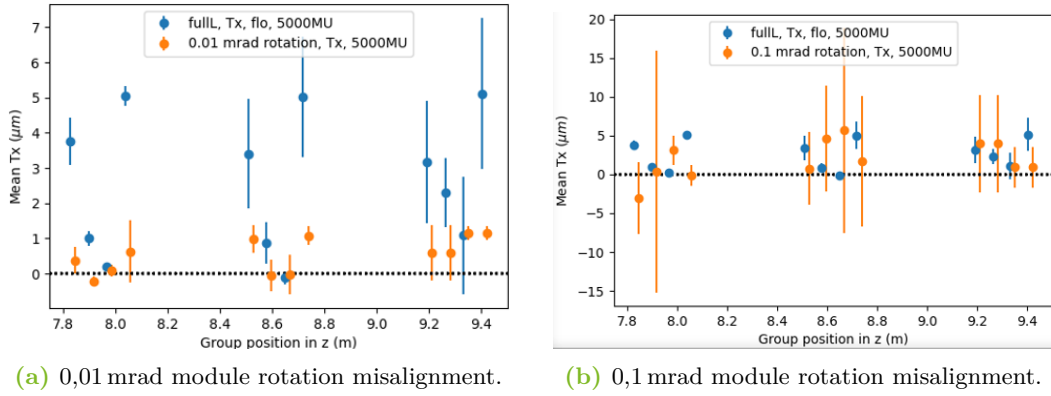 fullL, Tx, flo, 5000MU
0.01 mrad rotation, Tx, 5000MU
Mean Tx (μm)
7
6
5
4
3
2
1
0
7.8 8.0 8.2 8.4 8.6 8.8 9.0 9.2 9.4
Group position in z (m)
(a) 0,01 mrad module rotation misalignment.
fullL, Tx, flo, 5000MU
0.1 mrad rotation, Tx, 5000MU
Mean Tx (μm)
20
15
10
5
0
−5
−10
−15
7.8 8.0 8.2 8.4 8.6 8.8 9.0 9.2 9.4
Group position in z (m)
(b) 0,1 mrad module rotation misalignment.